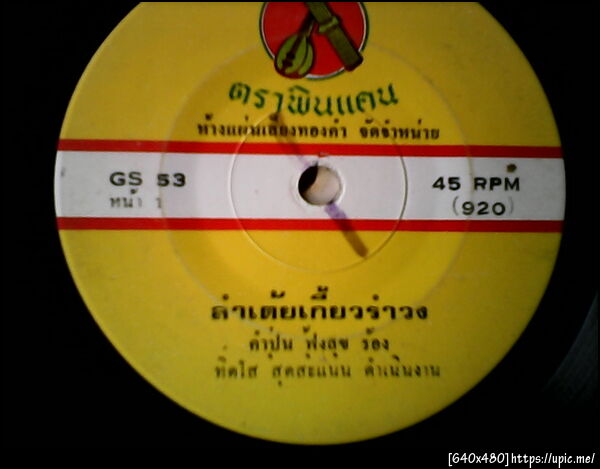 ตราพิณแคน
ห้างแผ่นเสียงทองคำ จัดจำหน่าย
GS 53
45 RPM
หน้า 1
(920)
ลำเต้ยเกี้ยวรำวง
คำปุ่น ฟุ้งสุข ร้อง
ทิดใส สุดสะแนน ดำเนินงาน
[640x480]https://upic.me/